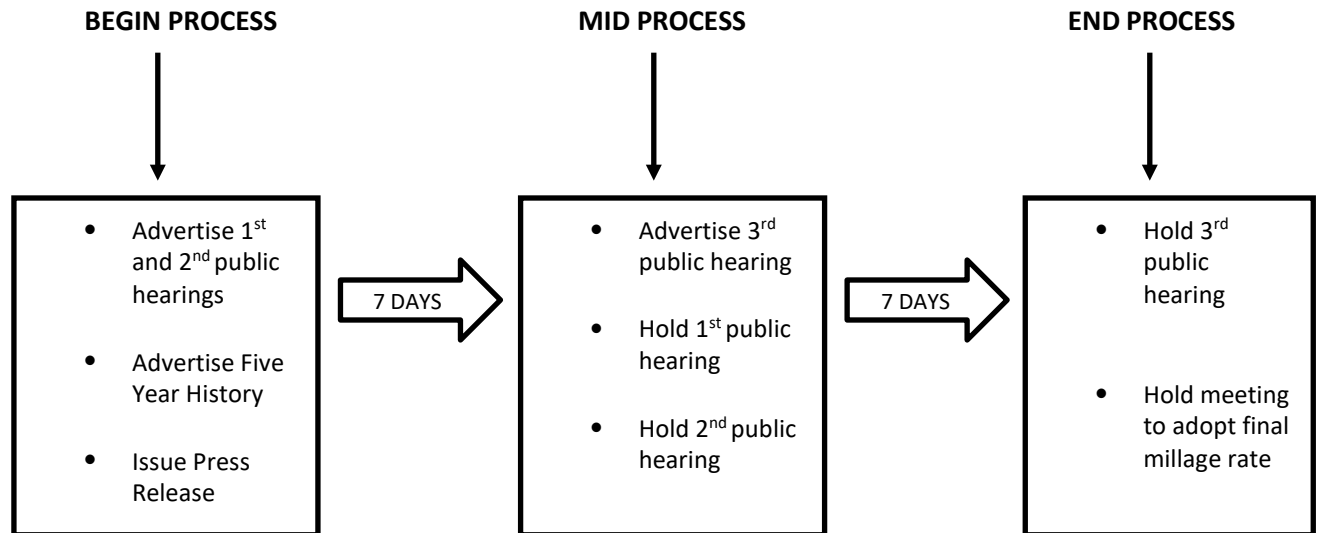 BEGIN PROCESS
MID PROCESS
END PROCESS
• Advertise 1st
and 2nd public
hearings
• Advertise Five
Year History
• Issue Press
Release
7 DAYS
• Advertise 3rd
public hearing
• Hold 1st public
hearing
• Hold 2nd public
hearing
7 DAYS
• Hold 3rd
public
hearing
• Hold meeting
to adopt final
millage rate